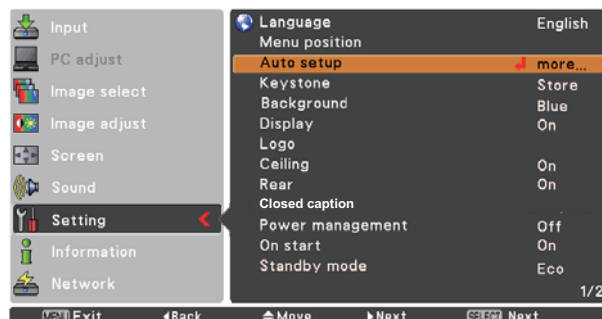 Input
PC adjust
Image select
Image adjust
Screen
Sound
Setting
Information
Network
Language English
Menu position
Auto setup more...
Keystone Store
Background Blue
Display On
Logo
Ceiling On
Rear On
Closed caption
Power management Off
On start On
Standby mode Eco
1/2
MENU Exit Back Move Next SELECT Next